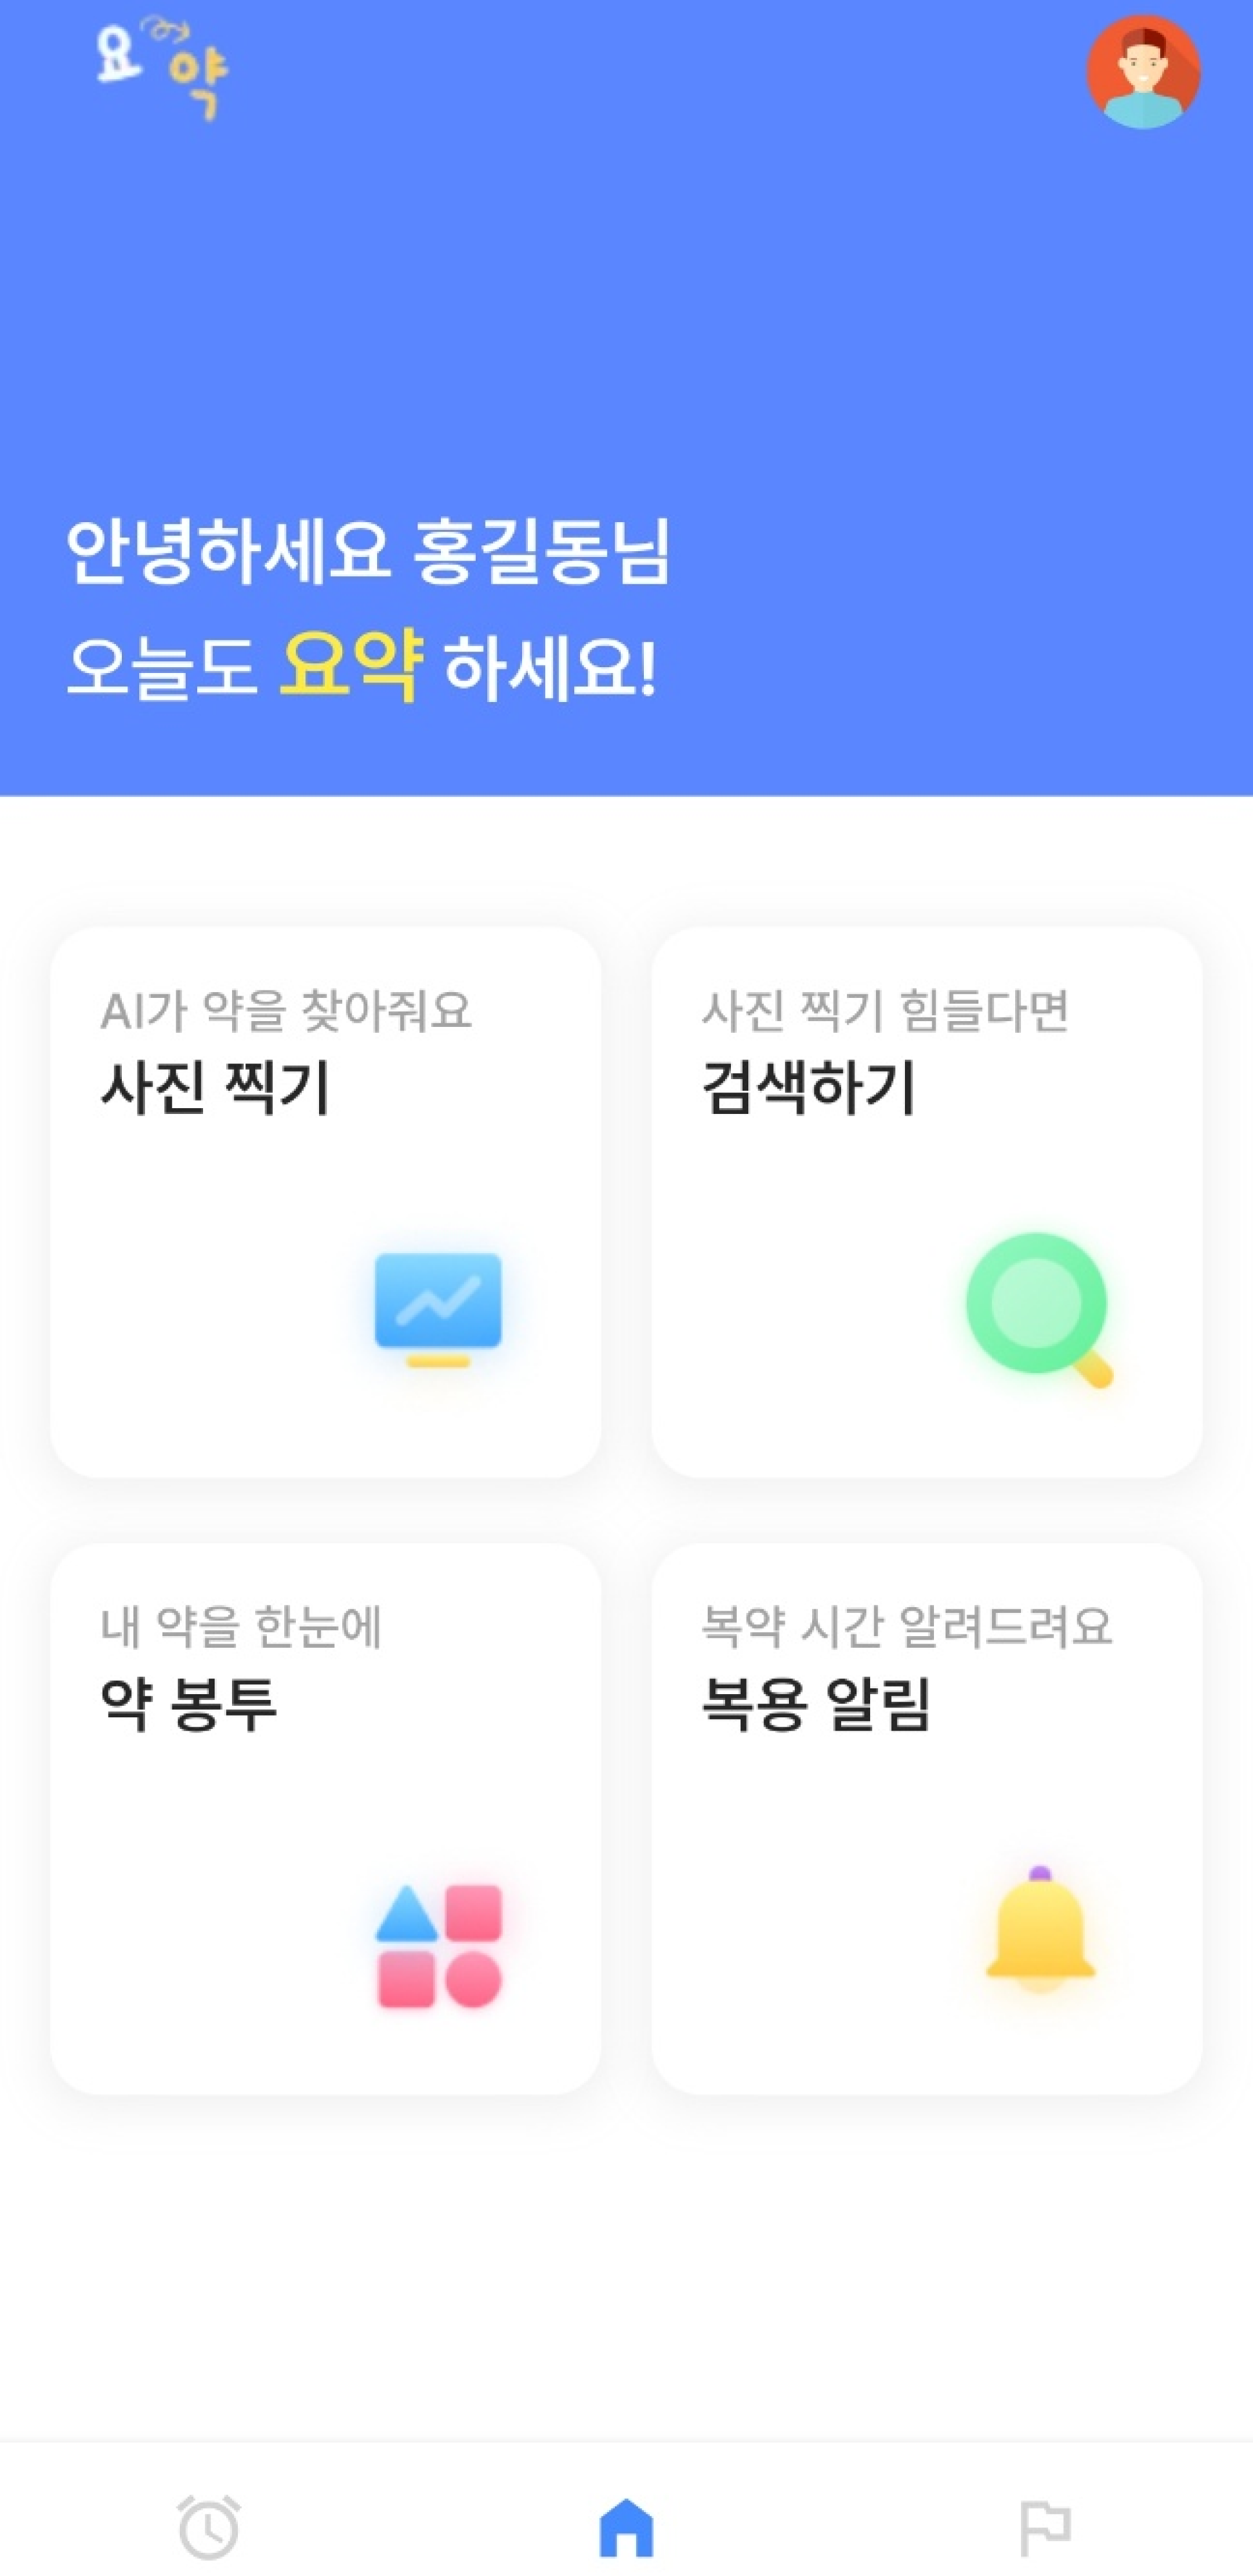 요약
안녕하세요 홍길동님
오늘도 요약 하세요!
AI가 약을 찾아줘요
사진 찍기
사진 찍기 힘들다면
검색하기
내 약을 한눈에
약 봉투
복약 시간 알려드려요
복용 알림